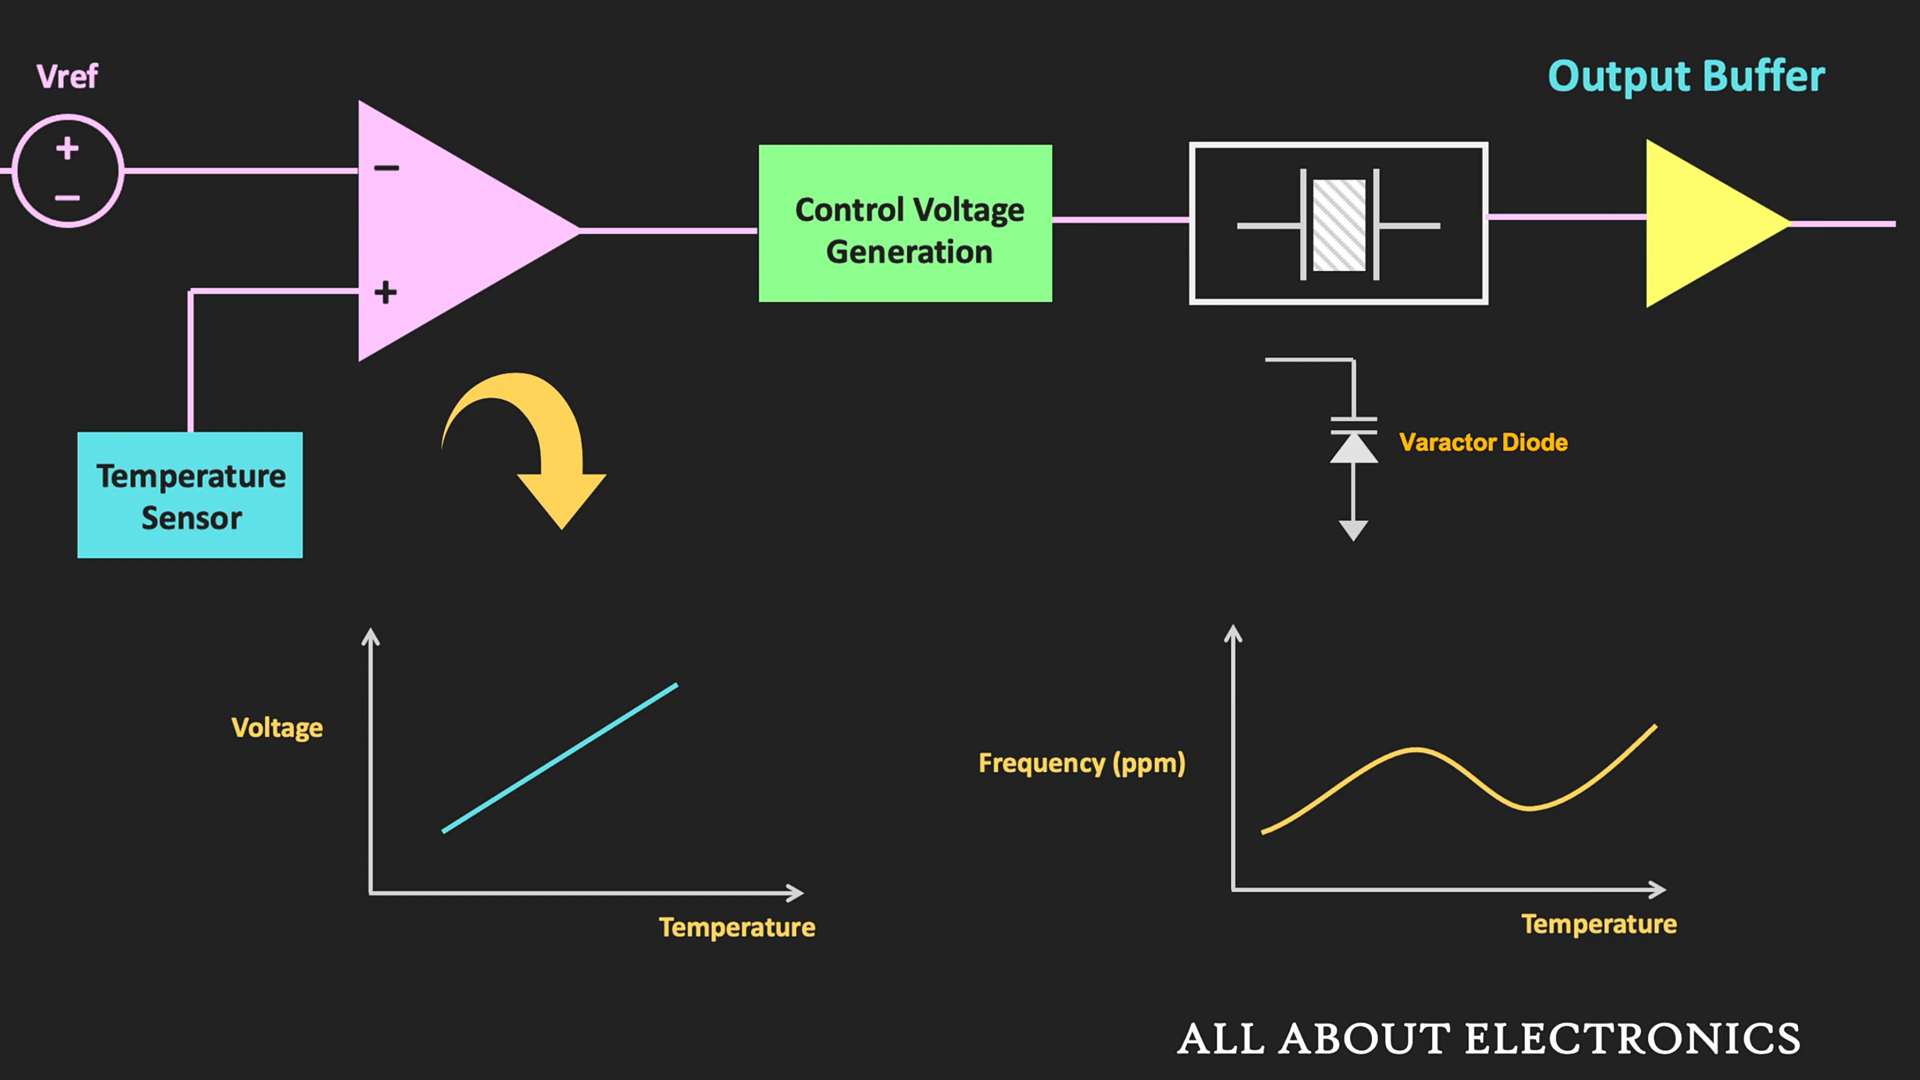 Vref
Output Buffer
+
−
−
+
Control Voltage
Generation
Temperature
Sensor
Varactor Diode
Voltage
Temperature
Frequency (ppm)
Temperature
ALL ABOUT ELECTRONICS